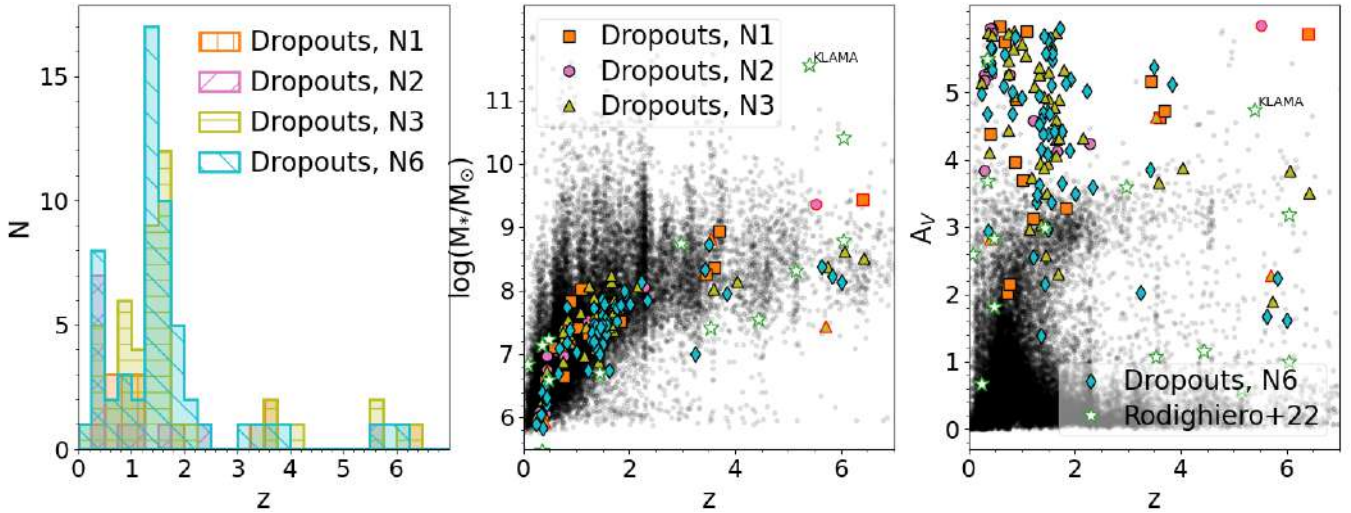 Dropouts, N1
Dropouts, N2
Dropouts, N3
Dropouts, N6
N
15
10
5
0
0 1 2 3 4 5 6
z
Dropouts, N1
Dropouts, N2
Dropouts, N3
KLAMA
log(M*/M⊙)
11
10
9
8
7
6
0 2 4 6
z
KLAMA
Dropouts, N6
Rodighiero+22
A_V
5
4
3
2
1
0
0 2 4 6
z